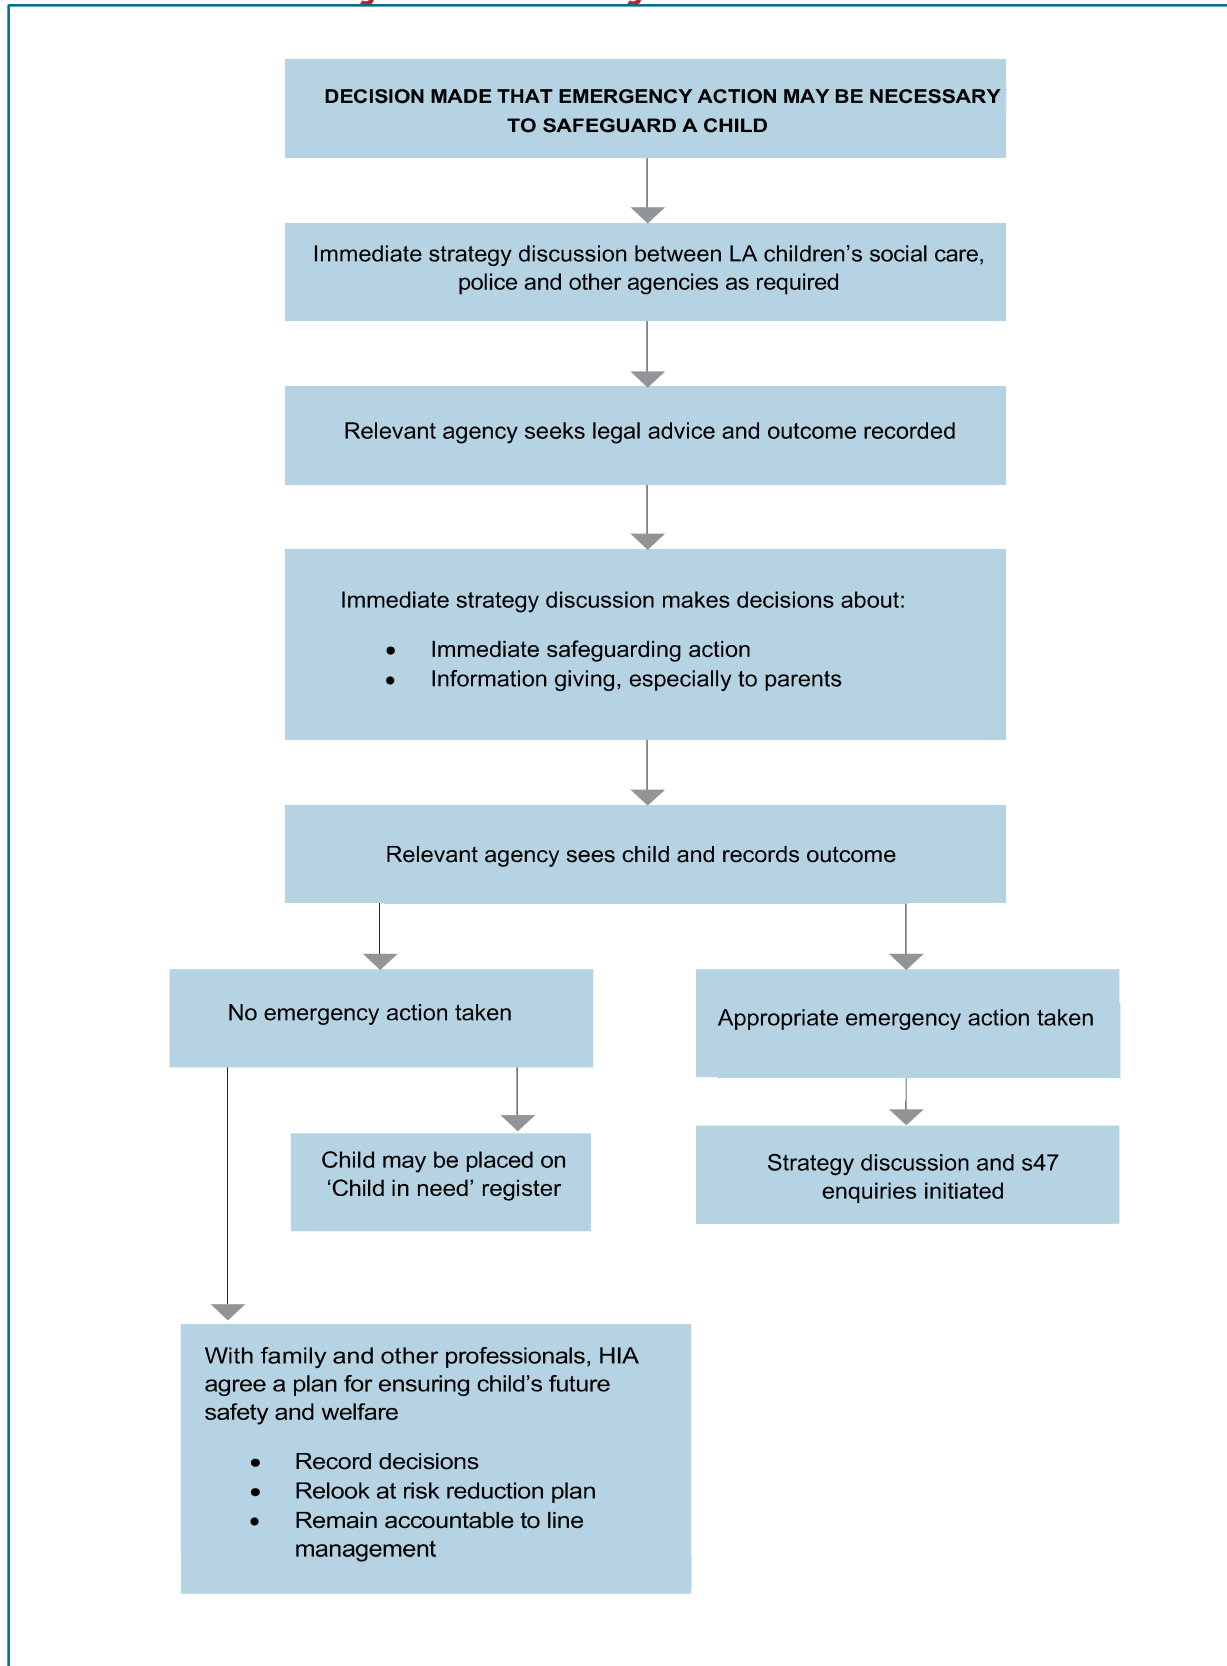 DECISION MADE THAT EMERGENCY ACTION MAY BE NECESSARY
TO SAFEGUARD A CHILD
Immediate strategy discussion between LA children’s social care,
police and other agencies as required
Relevant agency seeks legal advice and outcome recorded
Immediate strategy discussion makes decisions about:
• Immediate safeguarding action
• Information giving, especially to parents
Relevant agency sees child and records outcome
No emergency action taken
Appropriate emergency action taken
Child may be placed on
‘Child in need’ register
Strategy discussion and s47
enquiries initiated
With family and other professionals, HIA
agree a plan for ensuring child’s future
safety and welfare
• Record decisions
• Relook at risk reduction plan
• Remain accountable to line
management